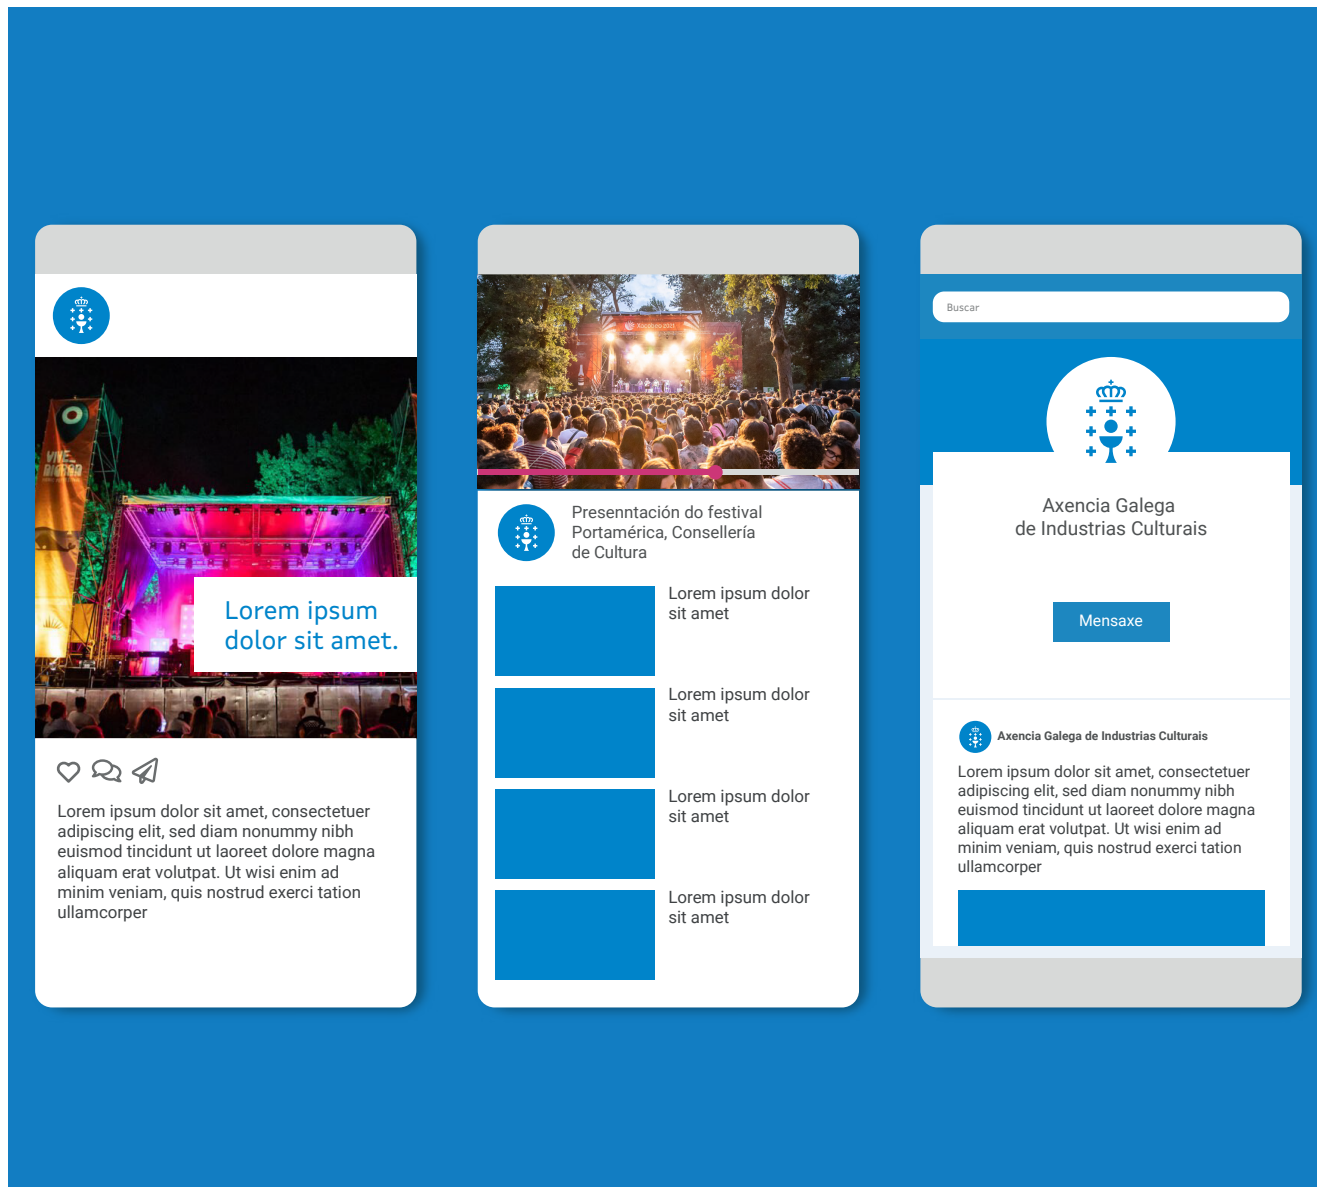 VIVE-
Lorem ipsum
dolor sit amet.
Lorem ipsum dolor sit amet, consectetuer
adipiscing elit, sed diam nonummy nibh
euismod tincidunt ut laoreet dolore magna
aliquam erat volutpat. Ut wisi enim ad
minim veniam, quis nostrud exerci tation
ullamcorper
Xacobeo 2021
Presenntación do festival
Portamérica, Consellería
de Cultura
Lorem ipsum dolor
sit amet
Lorem ipsum dolor
sit amet
Lorem ipsum dolor
sit amet
Lorem ipsum dolor
sit amet
Buscar
Axencia Galega
de Industrias Culturais
Mensaxe
Axencia Galega de Industrias Culturais
Lorem ipsum dolor sit amet, consectetuer
adipiscing elit, sed diam nonummy nibh
euismod tincidunt ut laoreet dolore magna
aliquam erat volutpat. Ut wisi enim ad
minim veniam, quis nostrud exerci tation
ullamcorper